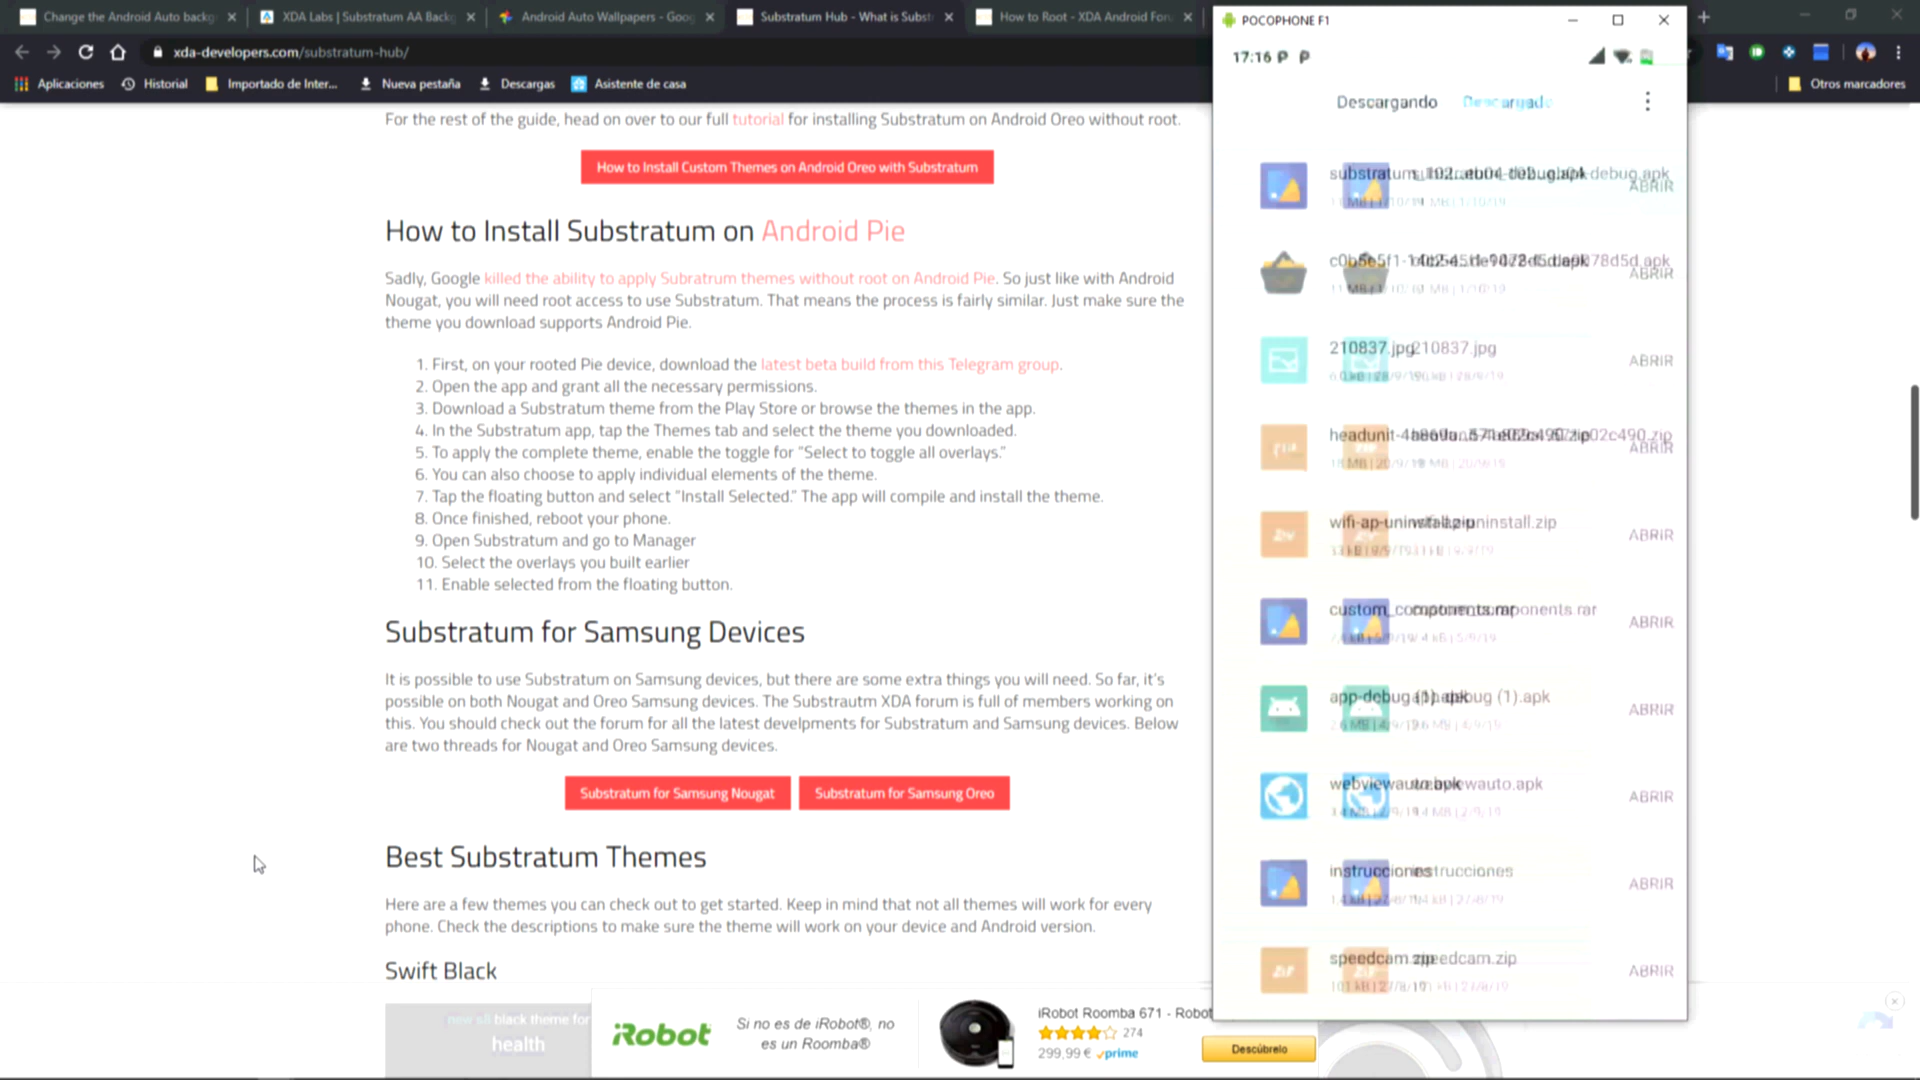 Change the Android Auto backg
XDA Labs | Substratum AA Backg
Android Auto Wallpapers - Goog
Substratum Hub - What is Subst
How to Root - XDA Android Foru
xda-developers.com/substratum-hub/
Aplicaciones
Historial
Importado de Inter...
Nueva pestaña
Descargas
Asistente de casa
Otros marcadores
For the rest of the guide, head on over to our full tutorial for installing Substratum on Android Oreo without root.
How to Install Custom Themes on Android Oreo with Substratum
How to Install Substratum on Android Pie
Sadly, Google killed the ability to apply Subratrum themes without root on Android Pie. So just like with Android
Nougat, you will need root access to use Substratum. That means the process is fairly similar. Just make sure the
theme you download supports Android Pie.
1. First, on your rooted Pie device, download the latest beta build from this Telegram group.
2. Open the app and grant all the necessary permissions.
3. Download a Substratum theme from the Play Store or browse the themes in the app.
4. In the Substratum app, tap the Themes tab and select the theme you downloaded.
5. To apply the complete theme, enable the toggle for "Select to toggle all overlays."
6. You can also choose to apply individual elements of the theme.
7. Tap the floating button and select "Install Selected." The app will compile and install the theme.
8. Once finished, reboot your phone.
9. Open Substratum and go to Manager
10. Select the overlays you built earlier
11. Enable selected from the floating button.
Substratum for Samsung Devices
It is possible to use Substratum on Samsung devices, but there are some extra things you will need. So far, it's
possible on both Nougat and Oreo Samsung devices. The Substrautm XDA forum is full of members working on
this. You should check out the forum for all the latest develpments for Substratum and Samsung devices. Below
are two threads for Nougat and Oreo Samsung devices.
Substratum for Samsung Nougat
Substratum for Samsung Oreo
Best Substratum Themes
Here are a few themes you can check out to get started. Keep in mind that not all themes will work for every
phone. Check the descriptions to make sure the theme will work on your device and Android version.
Swift Black
new s8 black theme for
health
iRobot
Si no es de iRobot®, no
es un Roomba®
iRobot Roomba 671 - Robot
274
299,99 € prime
Descúbrelo
POCOPHONE F1
17:16
Descargando
Descargado
ABRIR
ABRIR
210837.jpg
ABRIR
ABRIR
wifi-ap-uninstall.zip
ABRIR
custom_components.rar
ABRIR
app-debug (1).apk
ABRIR
webviewauto.apk
ABRIR
instrucciones
ABRIR
speedcam.zip
ABRIR